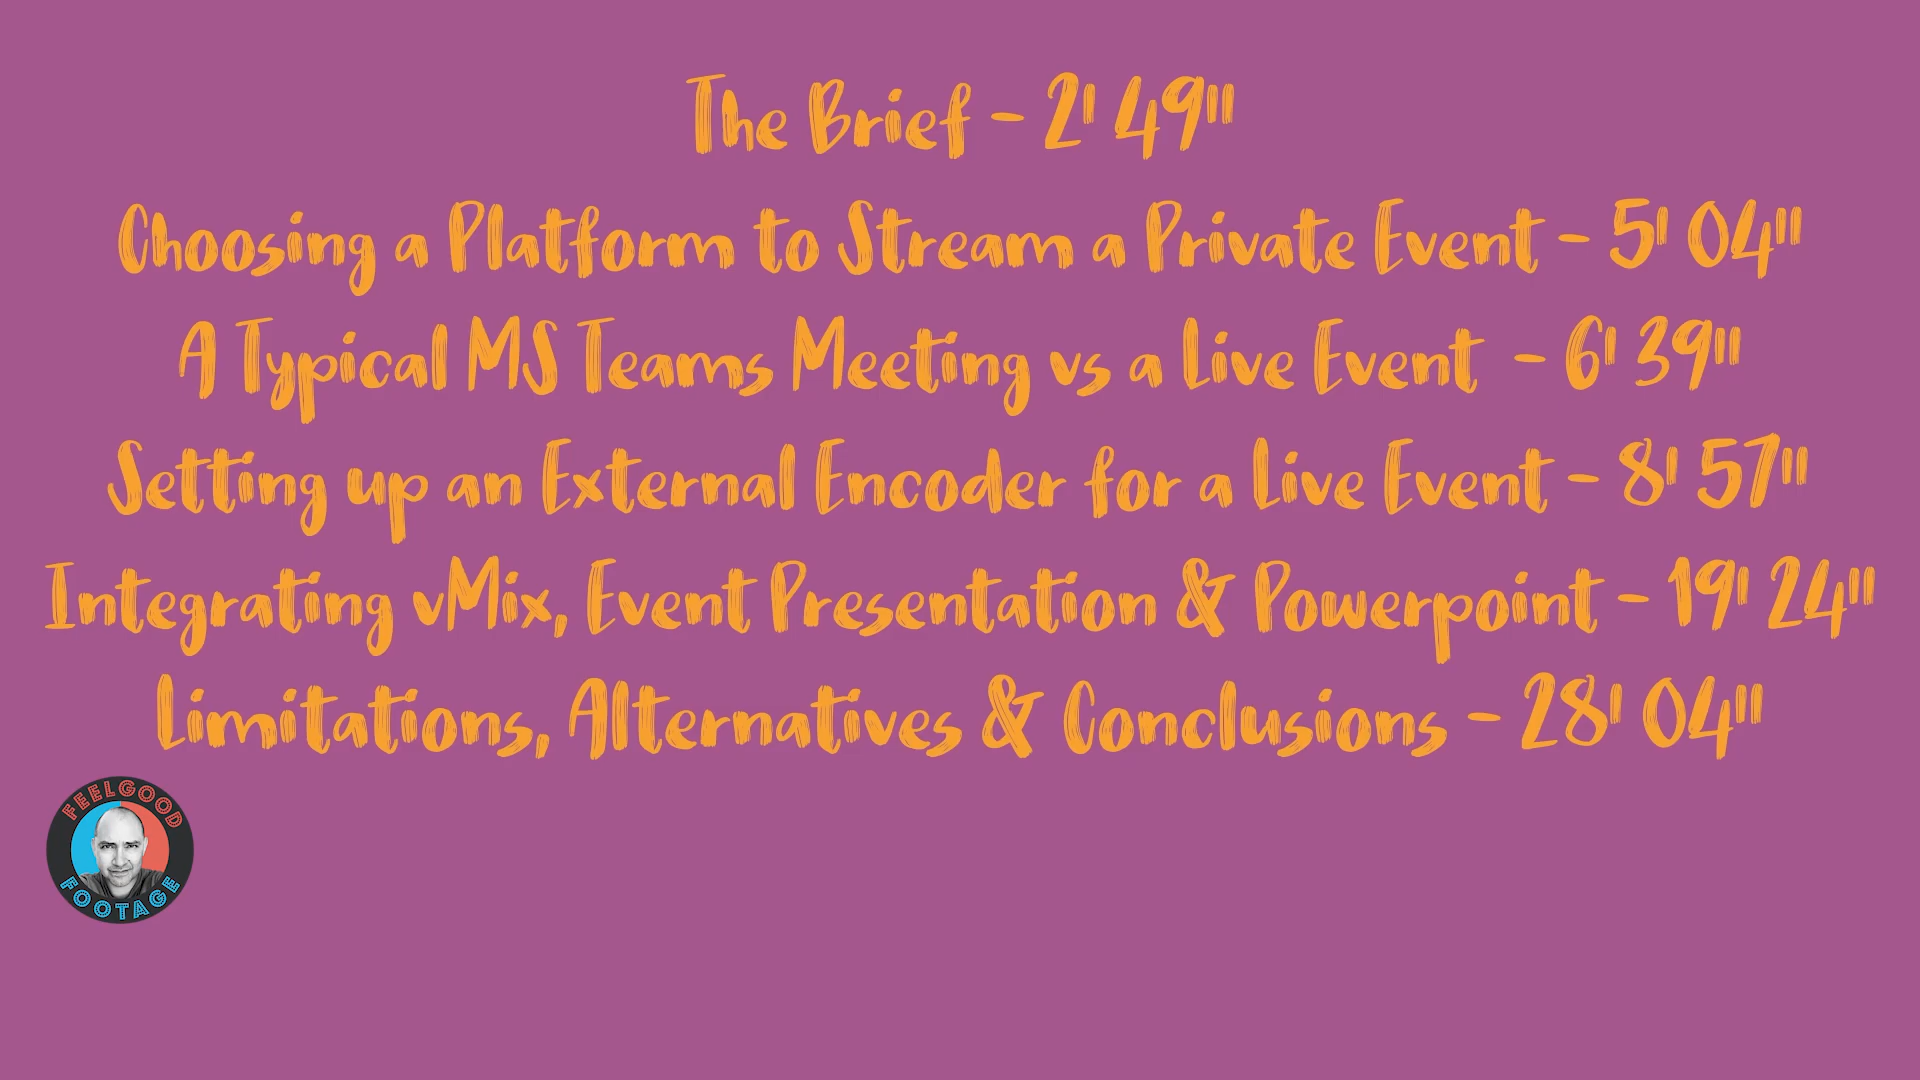 The Brief - 2' 49"
Choosing a Platform to Stream a Private Event - 5' 04"
A Typical MS Teams Meeting vs a Live Event - 6' 39"
Setting up an External Encoder for a Live Event - 8' 57"
Integrating vMix, Event Presentation & Powerpoint - 19' 24"
Limitations, Alternatives & Conclusions - 28' 04"
FEELGOOD
FOOTAGE